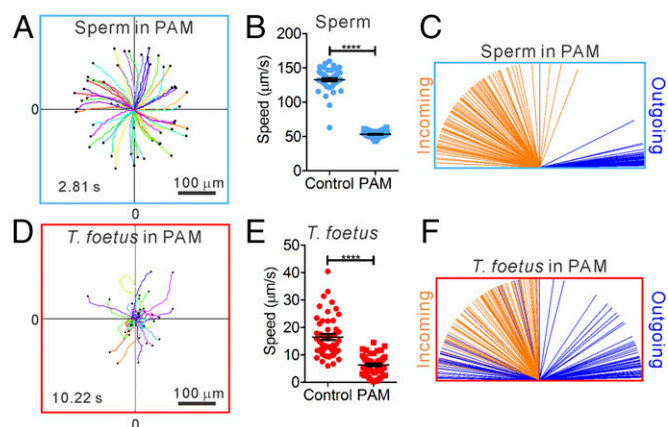 A
Sperm in PAM
0
2.81 s
100 μm
0
B
Sperm
****
Speed (μm/s)
200
150
100
50
0
Control PAM
C
Sperm in PAM
Incoming
Outgoing
D
T. foetus in PAM
0
10.22 s
100 μm
0
E
T. foetus
****
Speed (μm/s)
50
40
30
20
10
0
Control PAM
F
T. foetus in PAM
Incoming
Outgoing